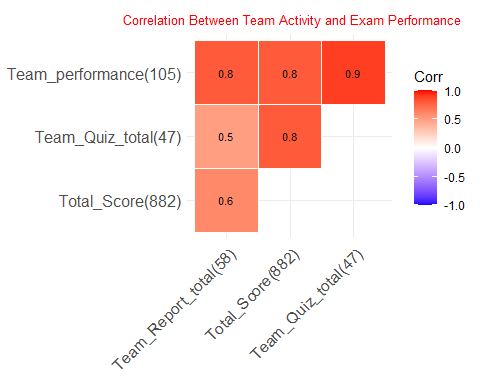 Correlation Between Team Activity and Exam Performance
Team_performance(105)
0.8
0.8
0.9
Team_Quiz_total(47)
0.5
0.8
Total_Score(882)
0.6
Team_Report_total(58)
Total_Score(882)
Team_Quiz_total(47)
Corr
1.0
0.5
0.0
-0.5
-1.0